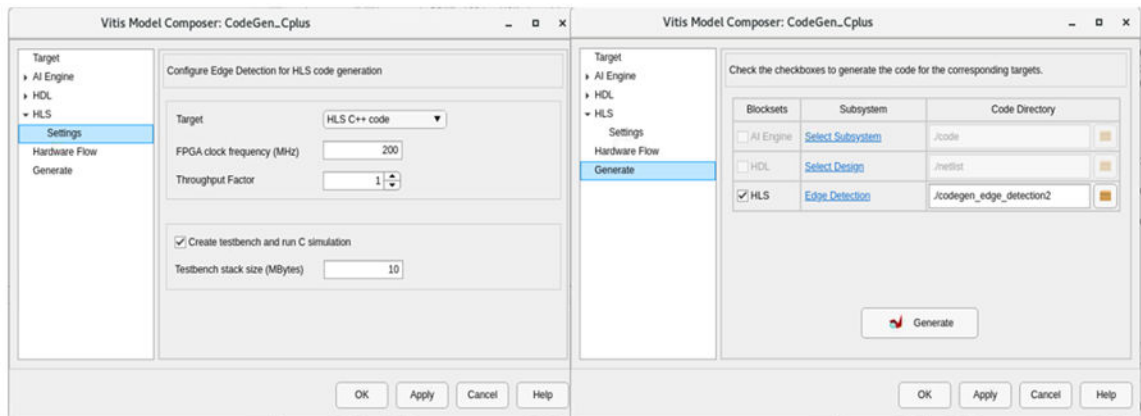 Vitis Model Composer: CodeGen_Cplus
Target
AI Engine
HDL
HLS
Settings
Hardware Flow
Generate
Configure Edge Detection for HLS code generation
Target HLS C++ code
FPGA clock frequency (MHz) 200
Throughput Factor 1
Create testbench and run C simulation
Testbench stack size (MBytes) 10
OK Apply Cancel Help
Vitis Model Composer: CodeGen_Cplus
Target
AI Engine
HDL
HLS
Settings
Hardware Flow
Generate
Check the checkboxes to generate the code for the corresponding targets.
Blocksets Subsystem Code Directory
AI Engine Select Subsystem ./code
HDL Select Design ./netlist
HLS Edge Detection ./codegen_edge_detection2
Generate
OK Apply Cancel Help